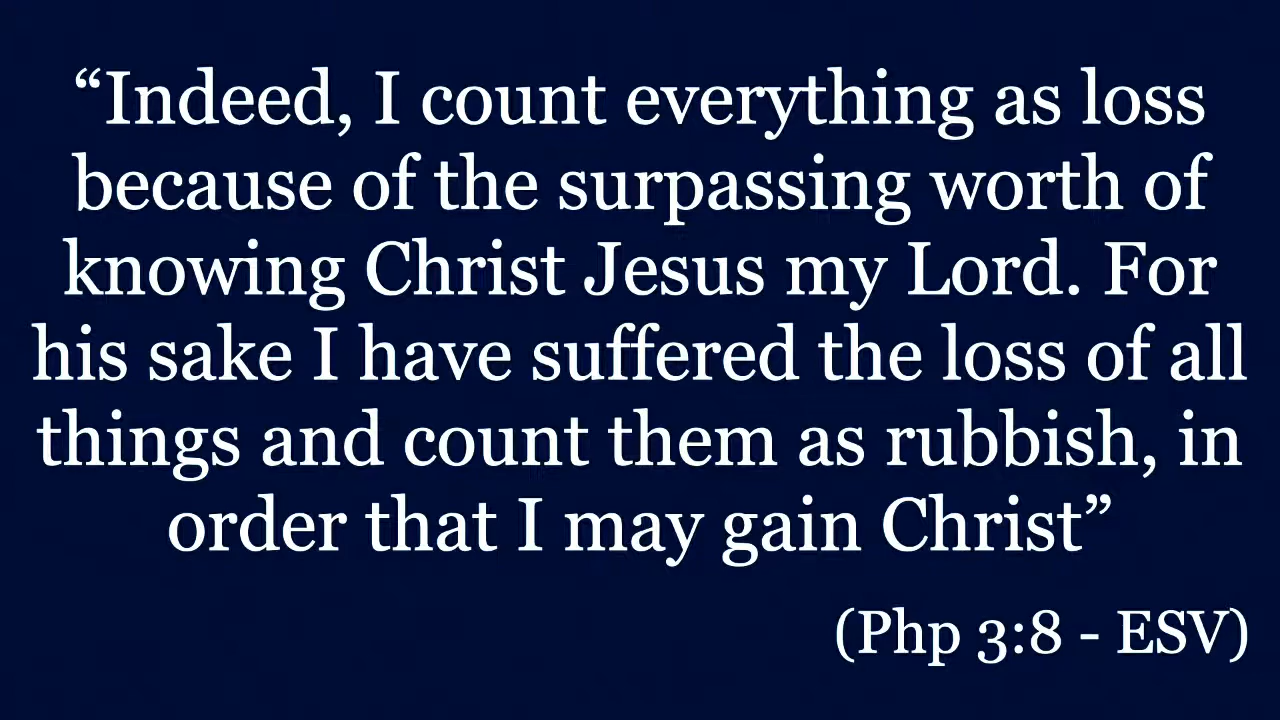 “Indeed, I count everything as loss
because of the surpassing worth of
knowing Christ Jesus my Lord. For
his sake I have suffered the loss of all
things and count them as rubbish, in
order that I may gain Christ”
(Php 3:8 - ESV)